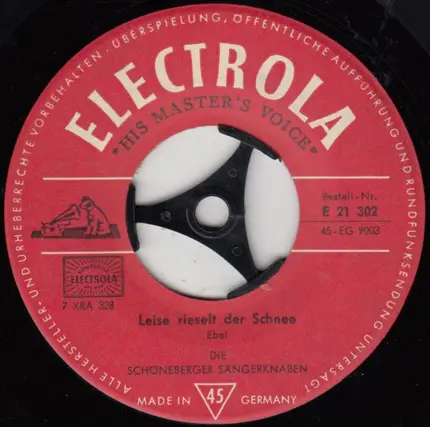 ALLE HERSTELLER- UND URHEBERRECHTE VORBEHALTEN · ÜBERSPIELUNG, ÖFFENTLICHE AUFFÜHRUNG UND RUNDFUNKSENDUNG UNTERSAGT
ELECTROLA
"HIS MASTER'S VOICE"
Bestell-Nr.
E 21 302
45-EG 9003
ELECTROLA
7 XRA 328
Leise rieselt der Schnee
Ebel
DIE
SCHÖNEBERGER SÄNGERKNABEN
MADE IN 45 GERMANY